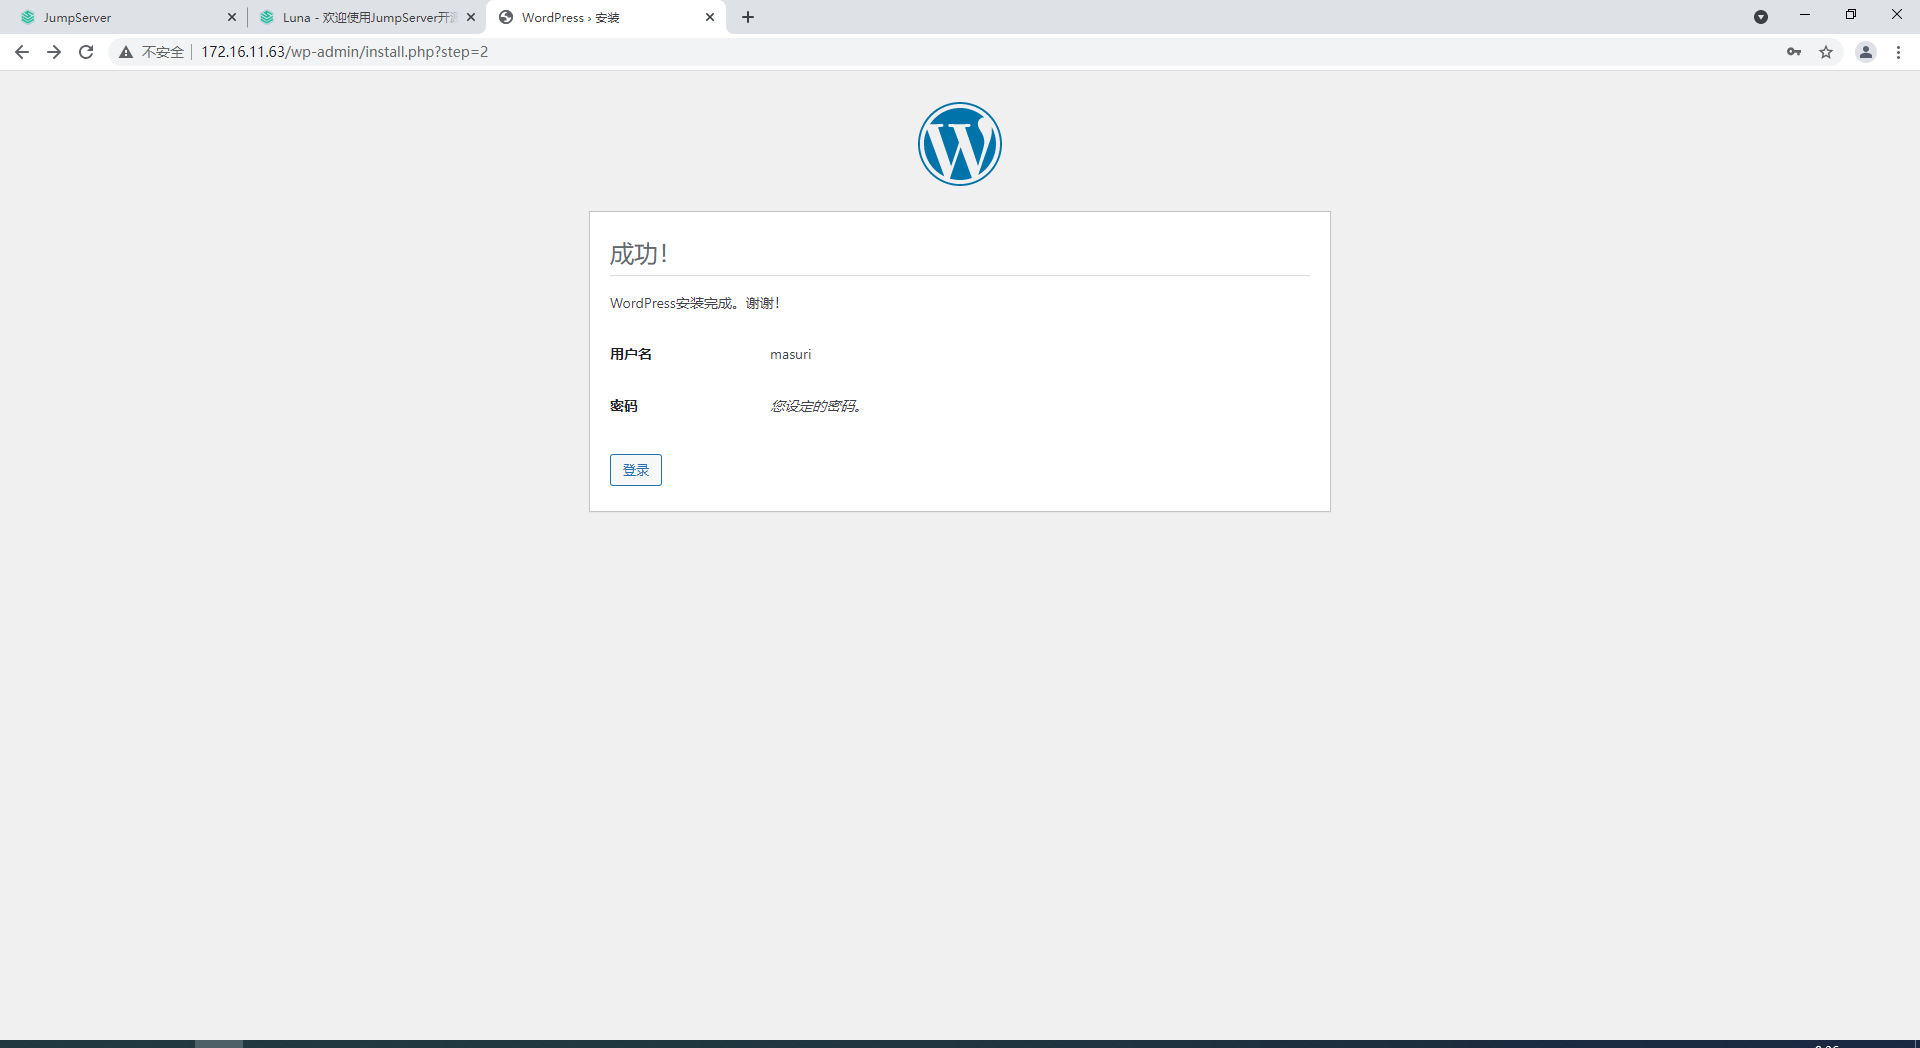 JumpServer
Luna - 欢迎使用JumpServer开源
WordPress › 安装
不安全
172.16.11.63/wp-admin/install.php?step=2
成功！
WordPress安装完成。谢谢！
用户名 masuri
密码 您设定的密码。
登录